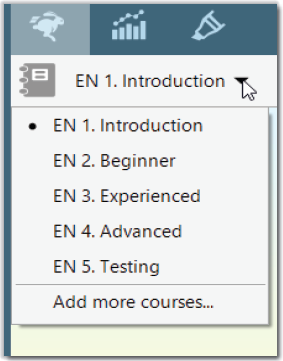 EN 1. Introduction
EN 1. Introduction
EN 2. Beginner
EN 3. Experienced
EN 4. Advanced
EN 5. Testing
Add more courses...